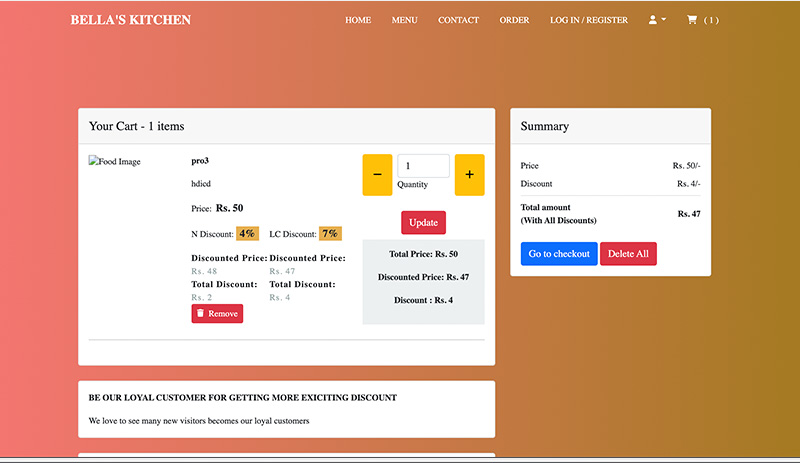 BELLA'S KITCHEN HOME MENU CONTACT ORDER LOG IN / REGISTER ( 1 )
Your Cart - 1 items
Food Image
pro3
hdied
Price: Rs. 50
N Discount: 4% LC Discount: 7%
Discounted Price: Discounted Price:
Rs. 48 Rs. 47
Total Discount: Total Discount:
Rs. 2 Rs. 4
Remove
− 1 +
Quantity
Update
Total Price: Rs. 50
Discounted Price: Rs. 47
Discount : Rs. 4
Summary
Price Rs. 50/-
Discount Rs. 4/-
Total amount
(With All Discounts) Rs. 47
Go to checkout Delete All
BE OUR LOYAL CUSTOMER FOR GETTING MORE EXICITING DISCOUNT
We love to see many new visitors becomes our loyal customers